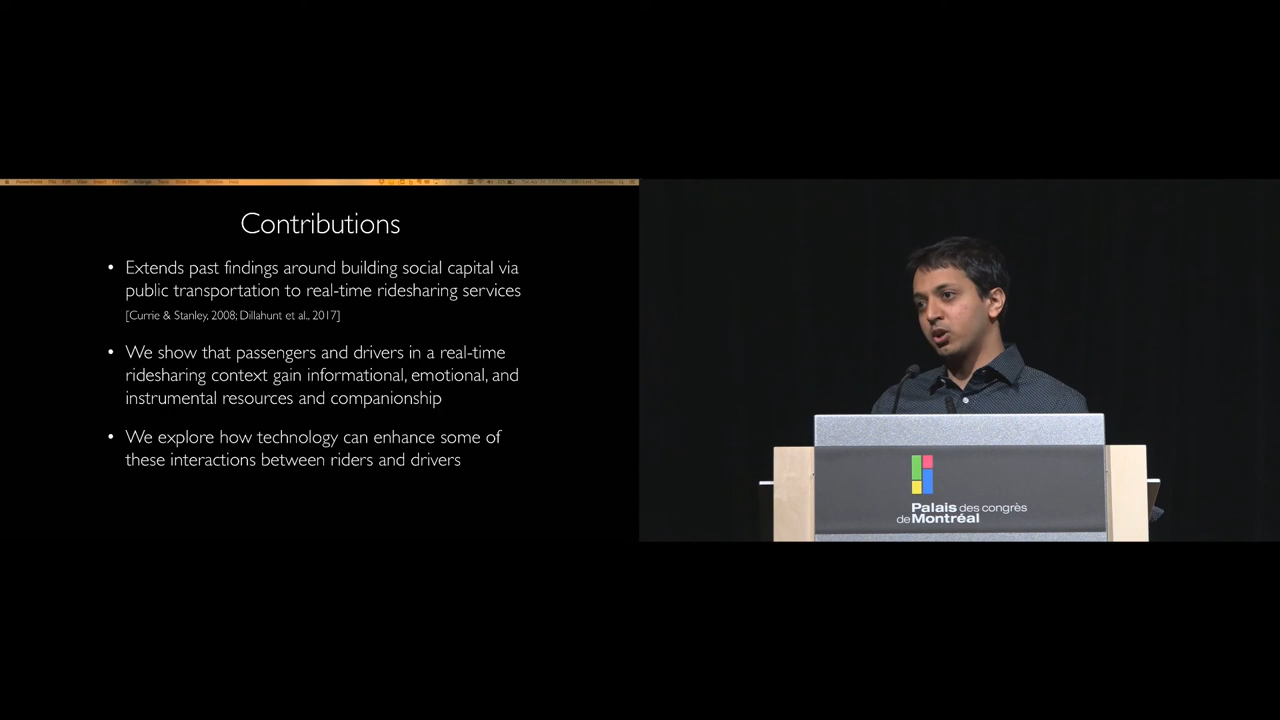 Contributions
• Extends past findings around building social capital via
public transportation to real-time ridesharing services
[Currie & Stanley, 2008; Dillahunt et al., 2017]
• We show that passengers and drivers in a real-time
ridesharing context gain informational, emotional, and
instrumental resources and companionship
• We explore how technology can enhance some of
these interactions between riders and drivers
Palais des congrès
de Montréal